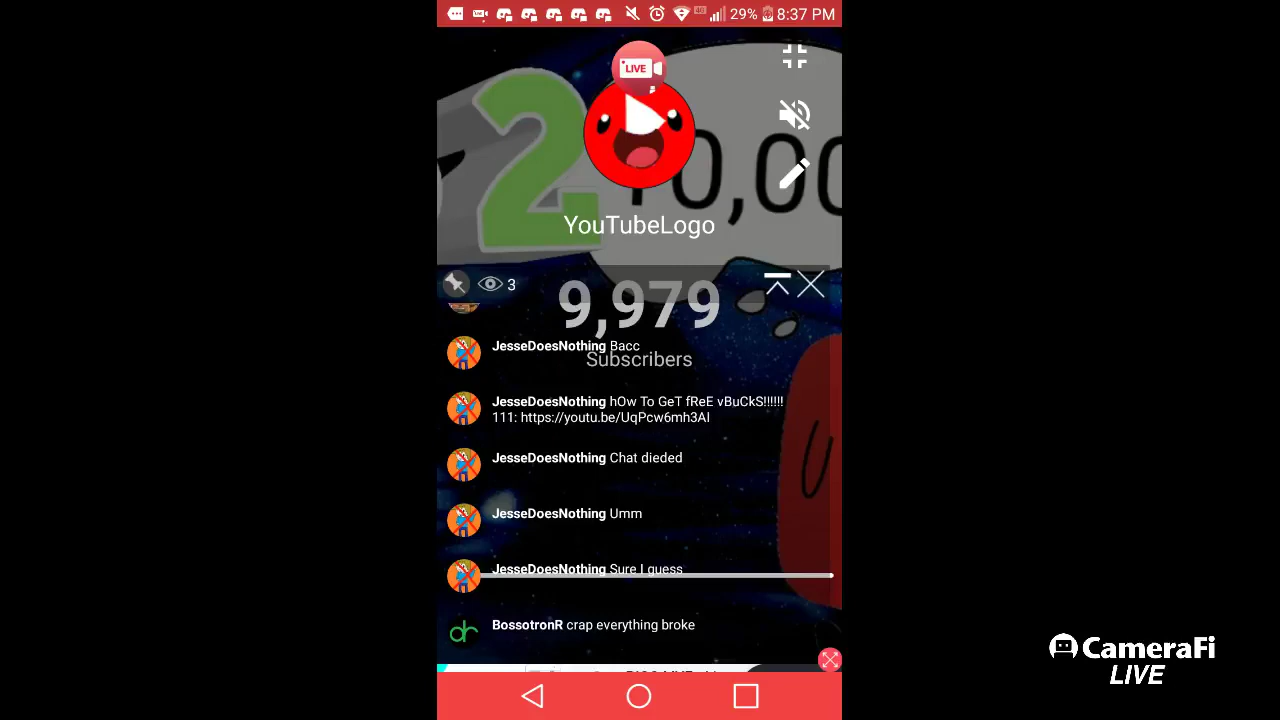 4G 29% 8:37 PM
LIVE
2 10,00
YouTubeLogo
3
9,979
Subscribers
JesseDoesNothing Bacc
JesseDoesNothing hOw To GeT fReE vBuCkS!!!!!!
111: https://youtu.be/UqPcw6mh3AI
JesseDoesNothing Chat dieded
JesseDoesNothing Umm
JesseDoesNothing Sure I guess
BossotronR crap everything broke
CameraFi
LIVE